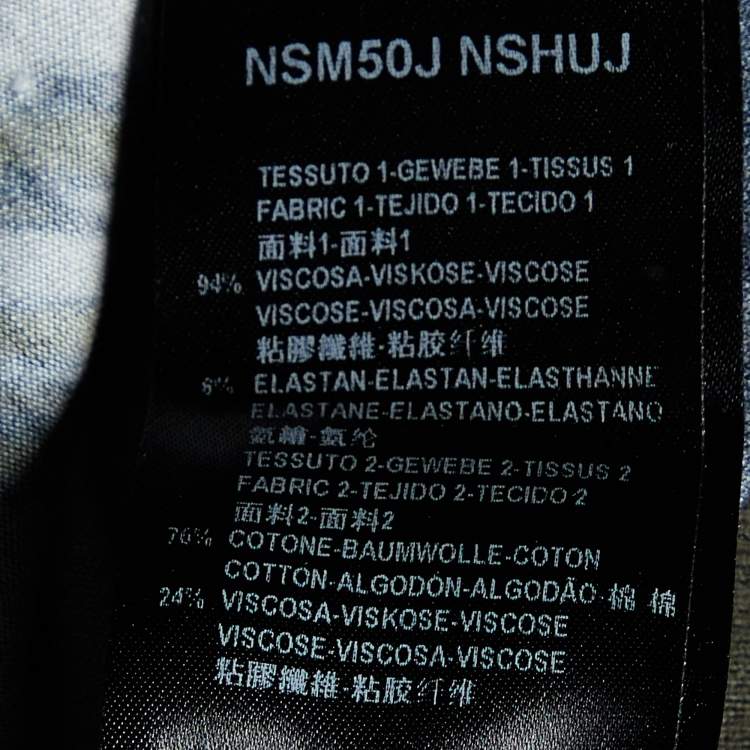 NSM50J NSHUJ
TESSUTO 1-GEWEBE 1-TISSUS 1
FABRIC 1-TEJIDO 1-TECIDO 1
面料1-面料1
94% VISCOSA-VISKOSE-VISCOSE
VISCOSE-VISCOSA-VISCOSE
粘膠纖維-粘胶纤维
6% ELASTAN-ELASTAN-ELASTHANNE
ELASTANE-ELASTANO-ELASTANO
氨綸-氨纶
TESSUTO 2-GEWEBE 2-TISSUS 2
FABRIC 2-TEJIDO 2-TECIDO 2
面料2-面料2
76% COTONE-BAUMWOLLE-COTON
COTTON-ALGODÓN-ALGODÃO-棉 棉
24% VISCOSA-VISKOSE-VISCOSE
VISCOSE-VISCOSA-VISCOSE
粘膠纖維-粘胶纤维